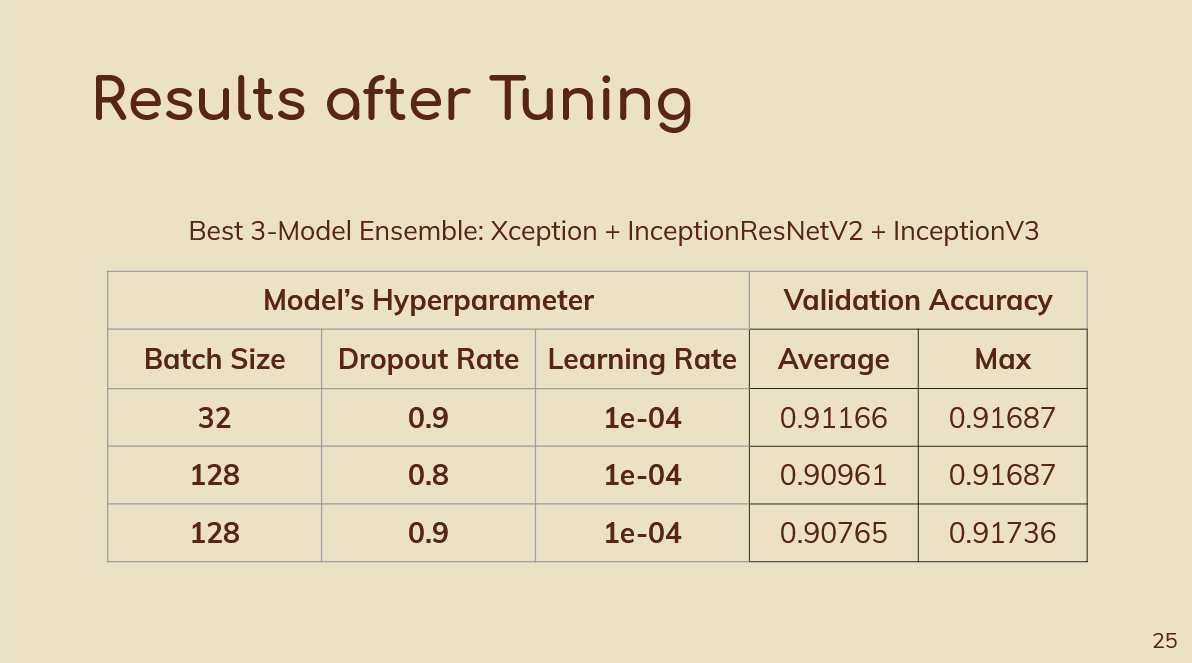 Results after Tuning
Best 3-Model Ensemble: Xception + InceptionResNetV2 + InceptionV3
Model’s Hyperparameter Validation Accuracy
Batch Size Dropout Rate Learning Rate Average Max
32 0.9 1e-04 0.91166 0.91687
128 0.8 1e-04 0.90961 0.91687
128 0.9 1e-04 0.90765 0.91736
25